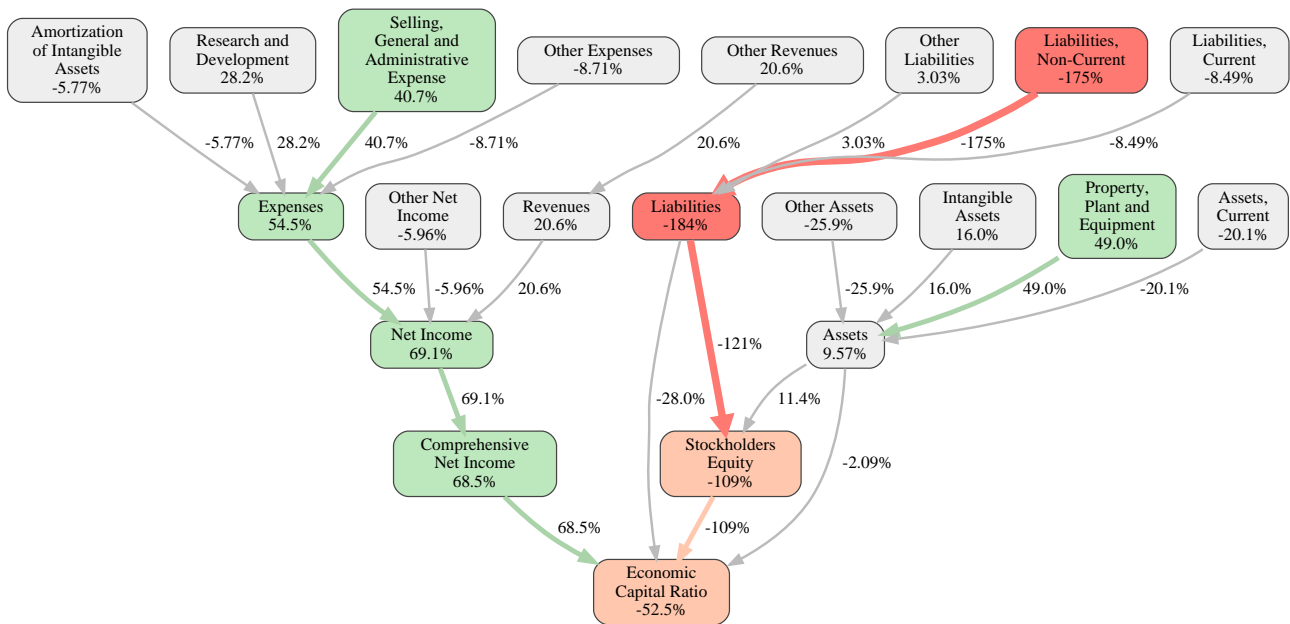 Amortization
of Intangible
Assets
-5.77%
Research and
Development
28.2%
Selling,
General and
Administrative
Expense
40.7%
Other Expenses
-8.71%
Other Revenues
20.6%
Other
Liabilities
3.03%
Liabilities,
Non-Current
-175%
Liabilities,
Current
-8.49%
-5.77%
28.2%
40.7%
-8.71%
20.6%
3.03%
-175%
-8.49%
Expenses
54.5%
Other Net
Income
-5.96%
Revenues
20.6%
Liabilities
-184%
Other Assets
-25.9%
Intangible
Assets
16.0%
Property,
Plant and
Equipment
49.0%
Assets,
Current
-20.1%
54.5%
-5.96%
20.6%
-25.9%
16.0%
49.0%
-20.1%
Net Income
69.1%
-121%
Assets
9.57%
69.1%
-28.0%
11.4%
Comprehensive
Net Income
68.5%
Stockholders
Equity
-109%
-2.09%
68.5%
-109%
Economic
Capital Ratio
-52.5%